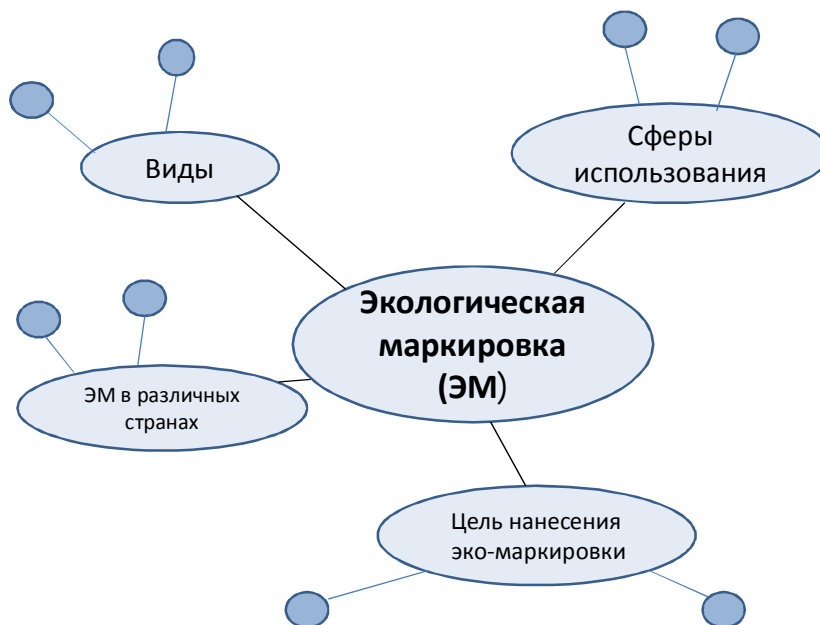 Сферы
использования
Виды
Экологическая
маркировка
(ЭМ)
ЭМ в различных
странах
Цель нанесения
эко-маркировки